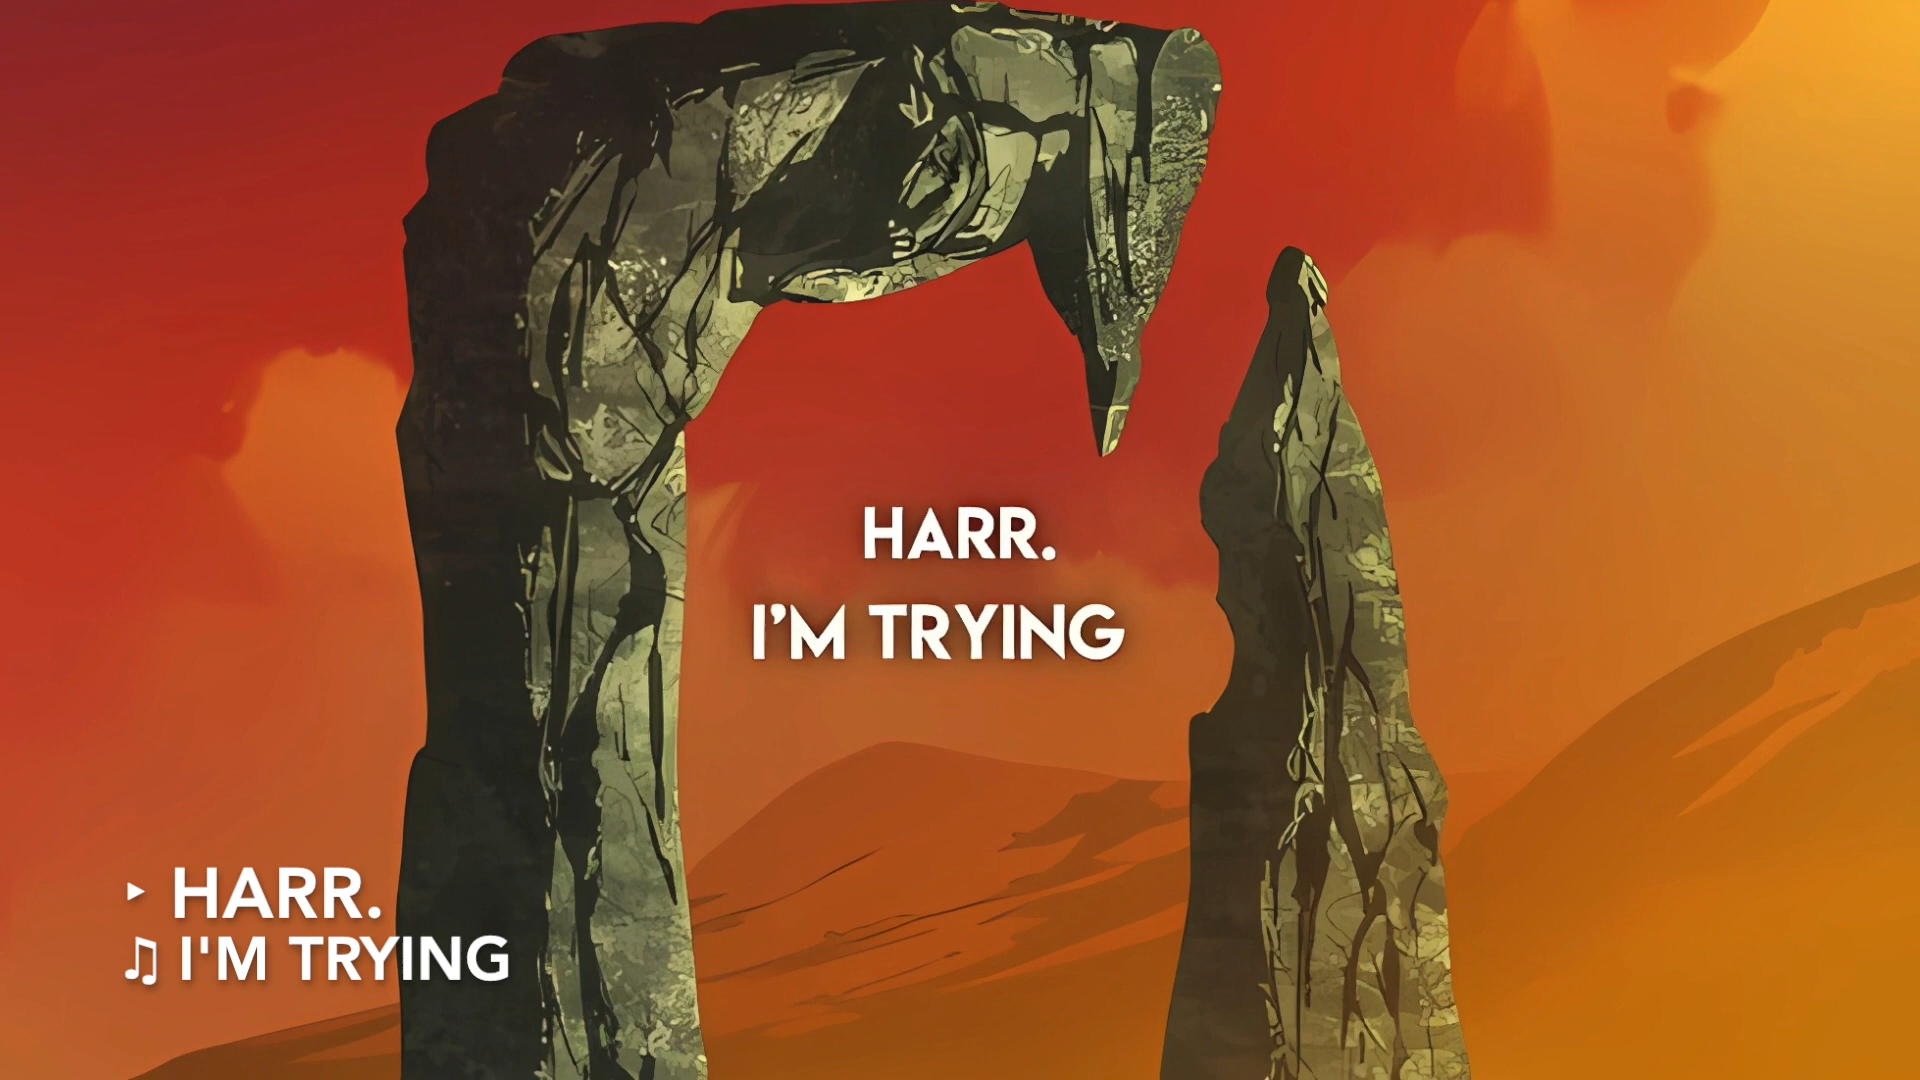 HARR.
I’M TRYING
▸ HARR.
♫ I'M TRYING